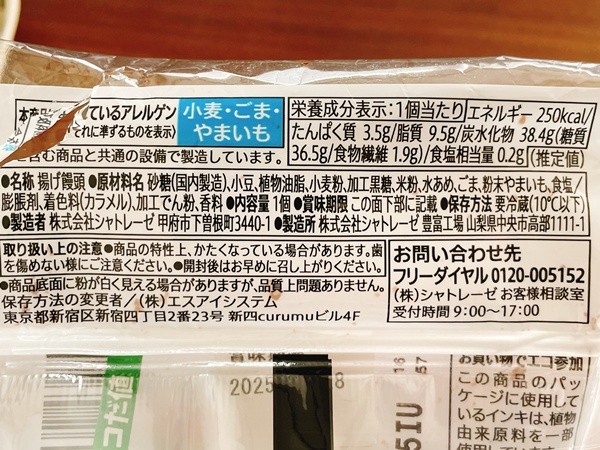 本商 ているアレルゲン
それに準ずるものを表示)
小麦・ごま・
やまいも
含む商品と共通の設備で製造しています。
栄養成分表示:1個当たり エネルギー 250kcal/
たんぱく質 3.5g/脂質 9.5g/炭水化物 38.4g(糖質
36.5g/食物繊維 1.9g)/食塩相当量 0.2g (推定値)
●名称 揚げ饅頭 ●原材料名 砂糖(国内製造)、小豆、植物油脂、小麦粉、加工黒糖、米粉、水あめ、ごま、粉末やまいも、食塩/
膨脹剤、着色料(カラメル)、加工でん粉、香料 ●内容量 1個 ●賞味期限 この面下部に記載 ●保存方法 要冷蔵(10℃以下)
●製造者 株式会社シャトレーゼ 甲府市下曽根町3440-1 ●製造所 株式会社シャトレーゼ 豊富工場 山梨県中央市高部1111-1
取り扱い上の注意 ●商品の特性上、かたくなっている場合があります。歯
を傷めない様にご注意ください。●開封後はお早めに召し上がりください。
●商品底面に粉が白く見える場合がありますが、品質上問題ありません。
保存方法の変更者/(株)エスアイシステム
東京都新宿区新宿四丁目2番23号 新四curumuビル4F
お問い合わせ先
フリーダイヤル 0120-005152
(株)シャトレーゼ お客様相談室
受付時間 9:00~17:00
賞味
2025 8
コだ値
16
57
5IU
お買い物でエコ参加
この商品のパッ
ケージに使用して
いるインキは、植物
由来原料を一部
使用しています